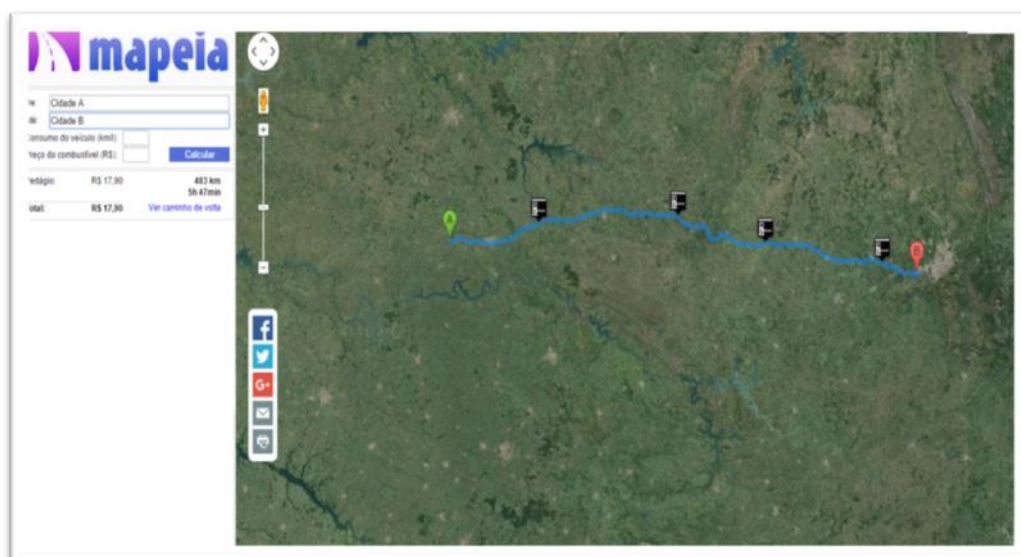 mapeia
Cidade A
Cidade B
Consumo do veículo (km/l):
Preço do combustível (R$):
Calcular
Pedágio: R$ 17,90 483 km
5h 47min
Total: R$ 17,90 Ver caminho de volta
A
B
f
G+